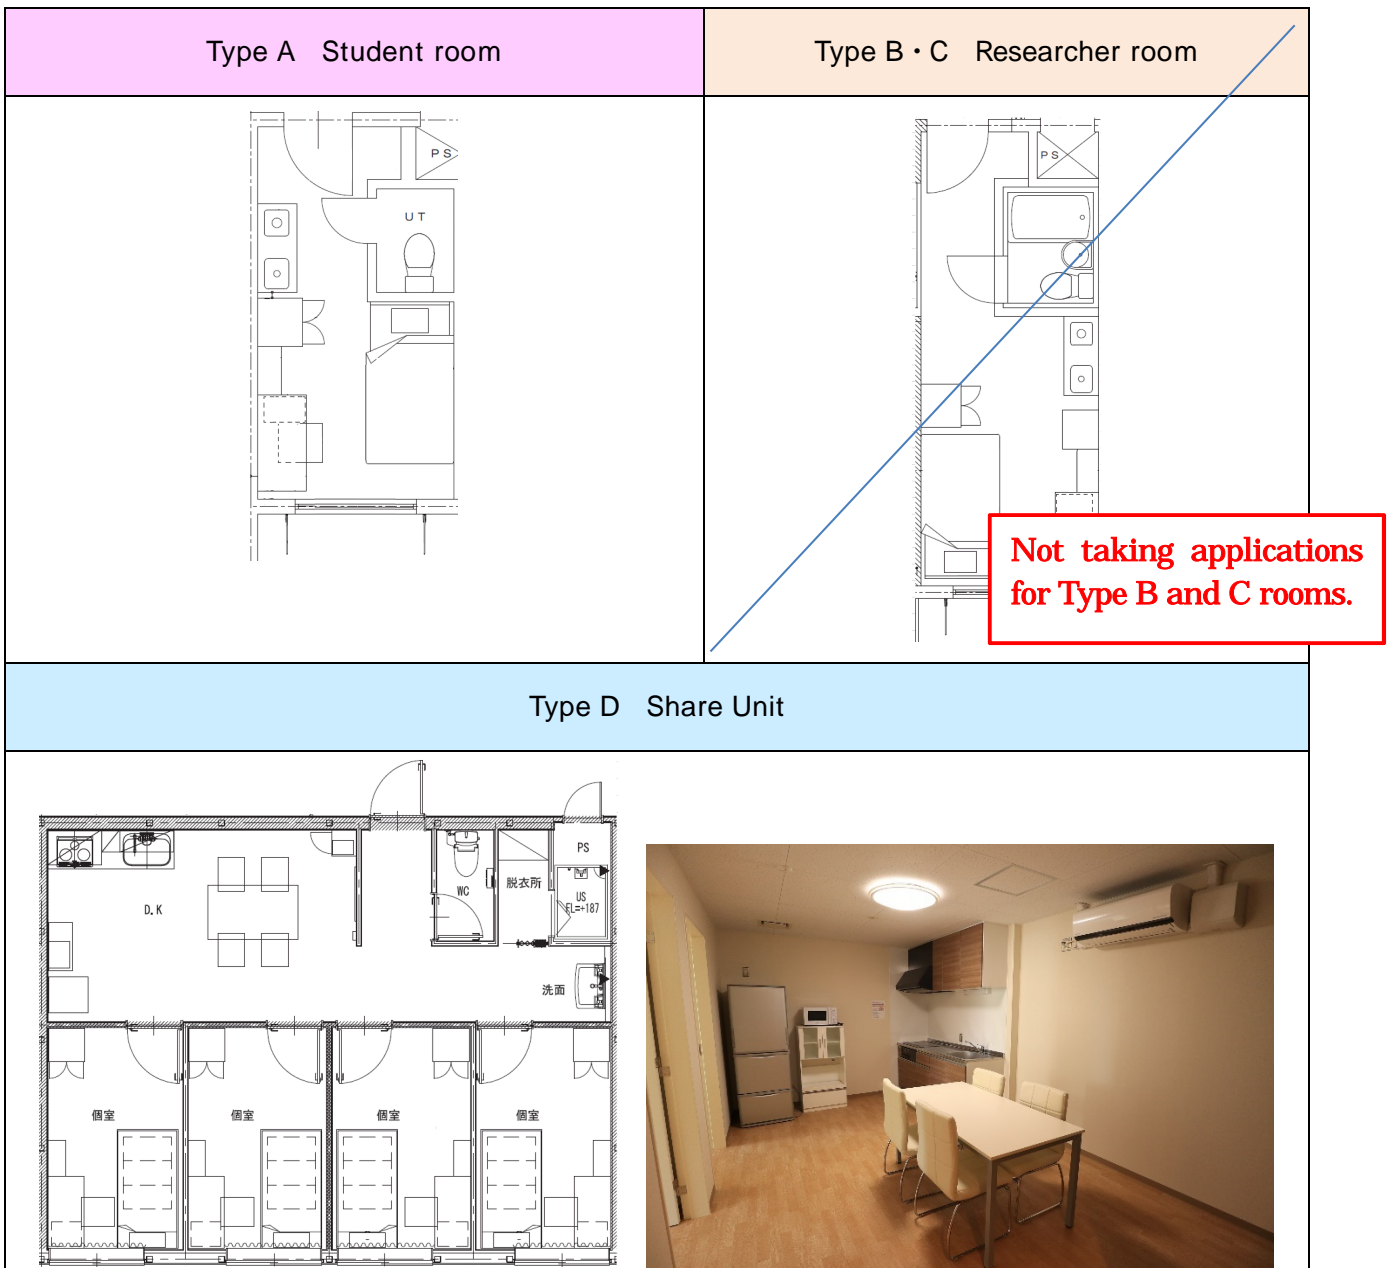 Type A Student room
Type B・C Researcher room
PS
UT
PS
Not taking applications
for Type B and C rooms.
Type D Share Unit
PS
WC
脱衣所
US
FL=+187
D.K
洗面
個室
個室
個室
個室